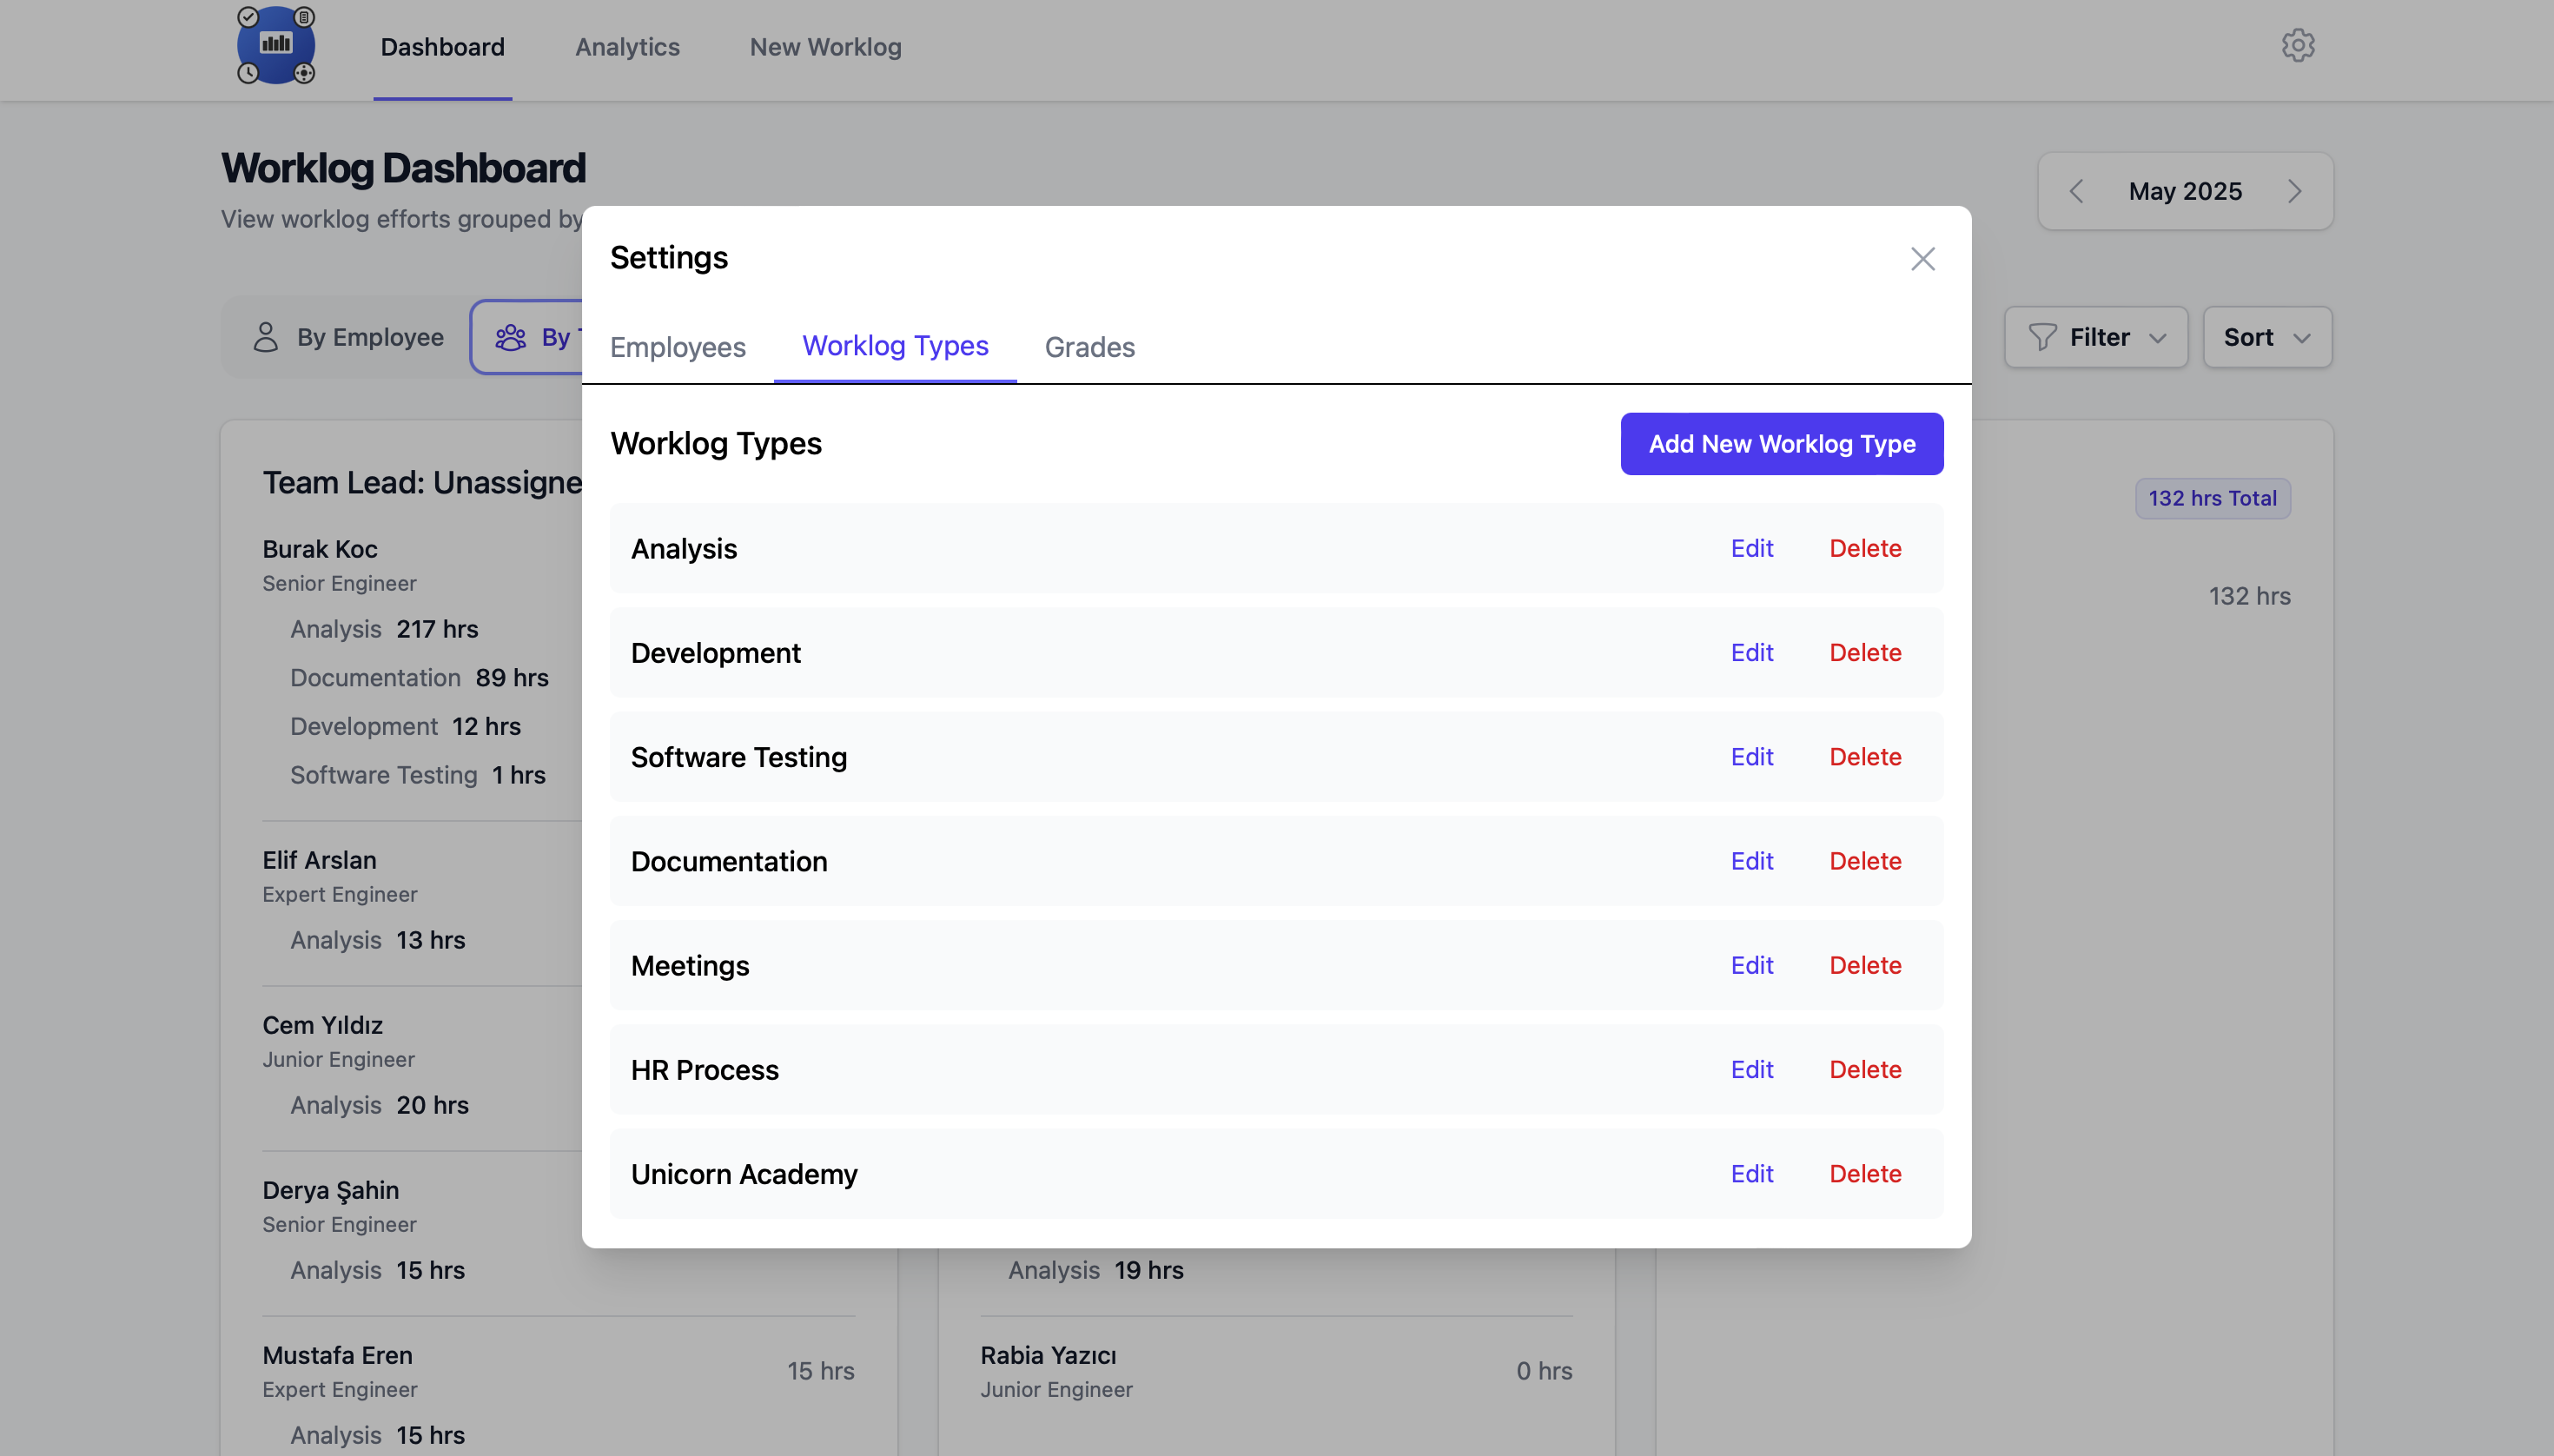 Dashboard
Analytics
New Worklog
Worklog Dashboard
View worklog efforts grouped by
May 2025
By Employee
By
Filter
Sort
Settings
Employees
Worklog Types
Grades
Worklog Types
Add New Worklog Type
Analysis Edit Delete
Development Edit Delete
Software Testing Edit Delete
Documentation Edit Delete
Meetings Edit Delete
HR Process Edit Delete
Unicorn Academy Edit Delete
Team Lead: Unassigne
Burak Koc
Senior Engineer
Analysis 217 hrs
Documentation 89 hrs
Development 12 hrs
Software Testing 1 hrs
Elif Arslan
Expert Engineer
Analysis 13 hrs
Cem Yıldız
Junior Engineer
Analysis 20 hrs
Derya Şahin
Senior Engineer
Analysis 15 hrs
Mustafa Eren
15 hrs
Expert Engineer
Analysis 15 hrs
Analysis 19 hrs
Rabia Yazıcı
0 hrs
Junior Engineer
132 hrs Total
132 hrs